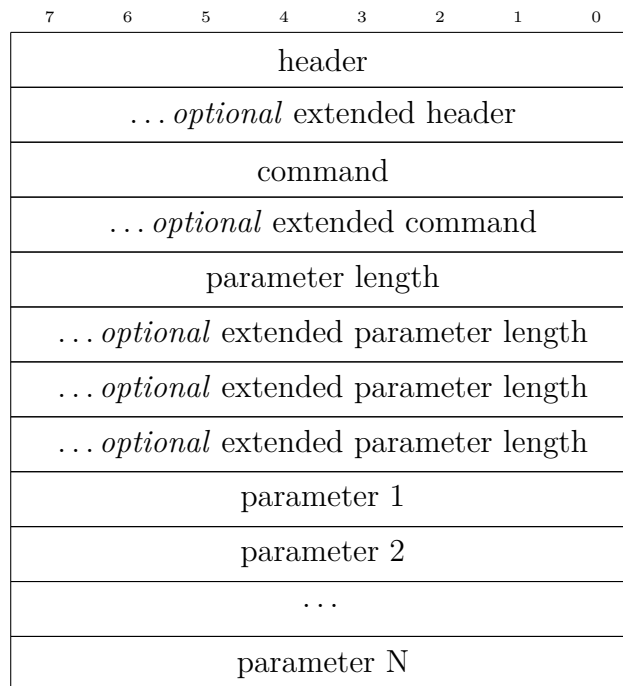 7 6 5 4 3 2 1 0
header
... optional extended header
command
... optional extended command
parameter length
... optional extended parameter length
... optional extended parameter length
... optional extended parameter length
parameter 1
parameter 2
...
parameter N